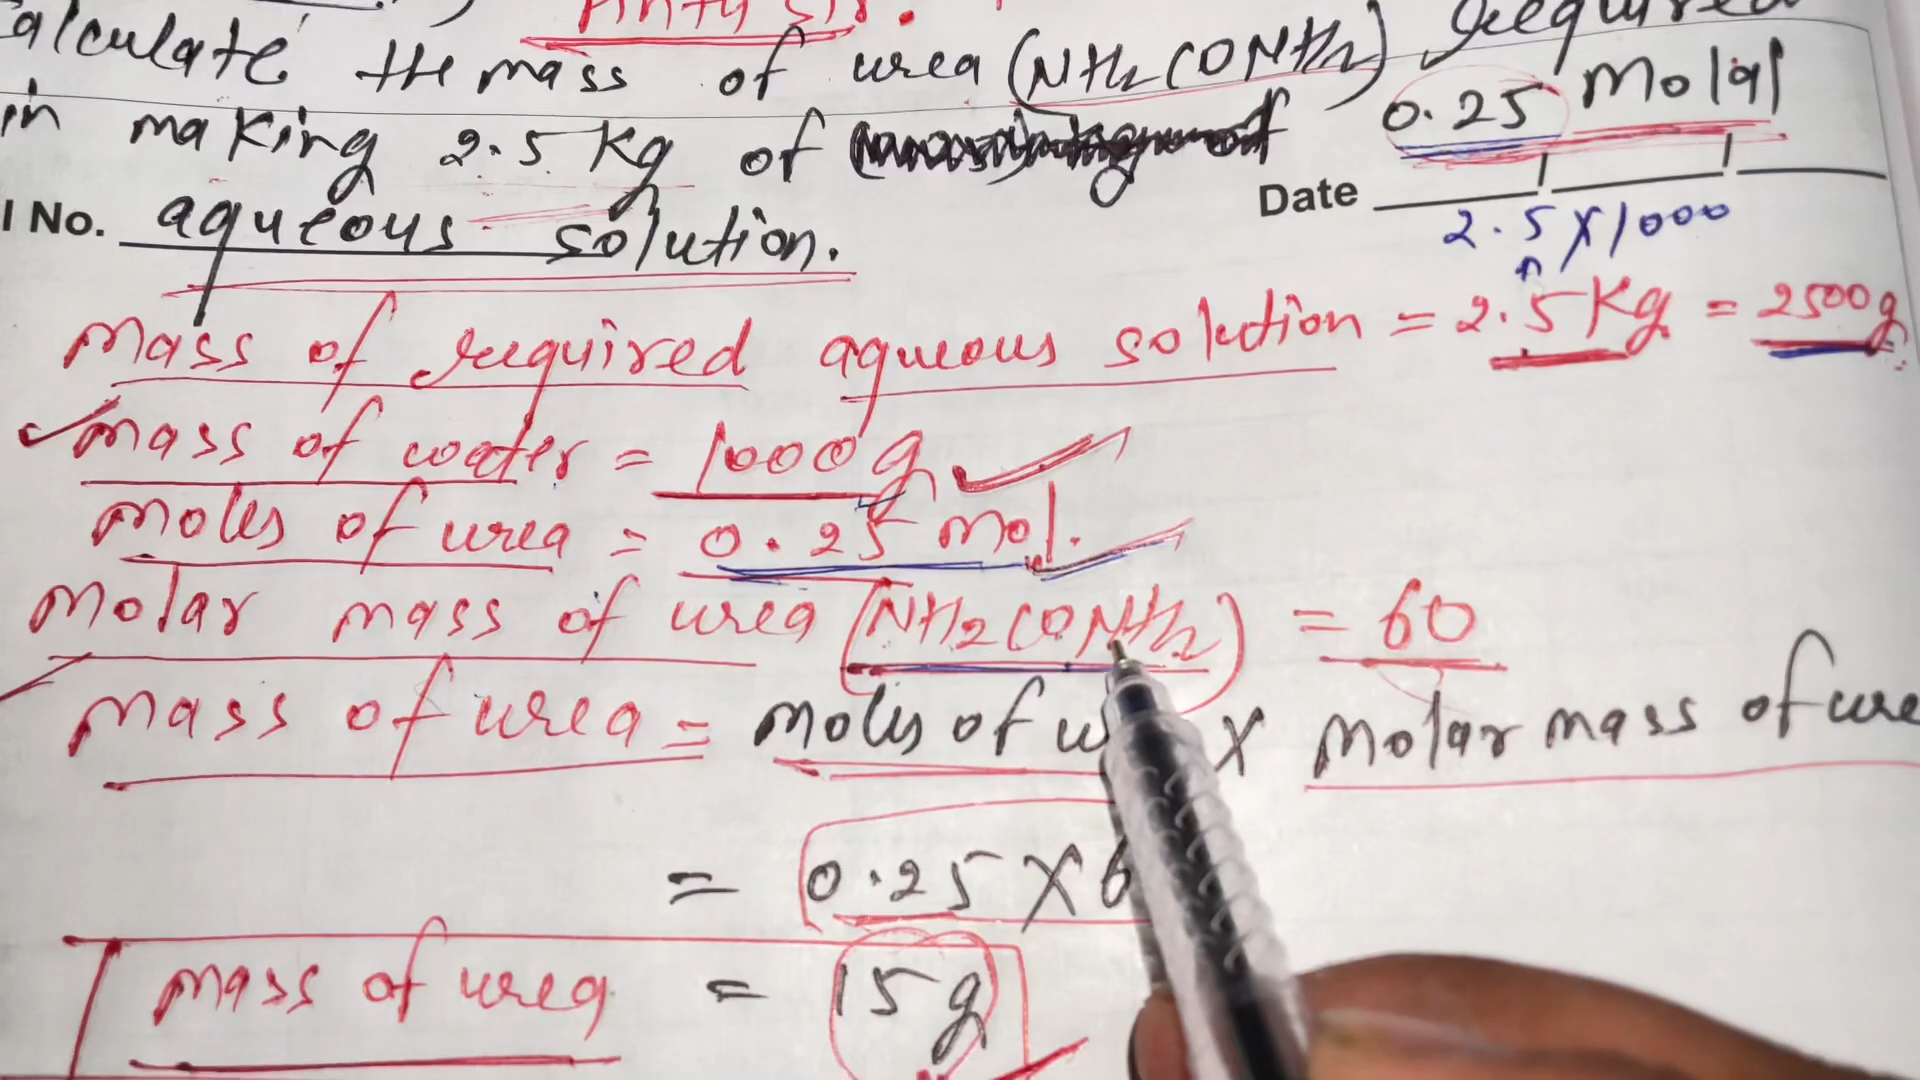 alculate the mass of urea (NH2CONH2) required
in making 2.5 Kg of 0.25 Molal
Date
l No. aqueous solution.
2.5 X 1000
Mass of required aqueous solution = 2.5 Kg = 2500g
Mass of water = 1000g
Moles of urea = 0.25 mol.
Molar mass of urea (NH2CONH2) = 60
Mass of urea = moles of u X Molar mass of ure
= 0.25 X 6
Mass of urea = 15 g